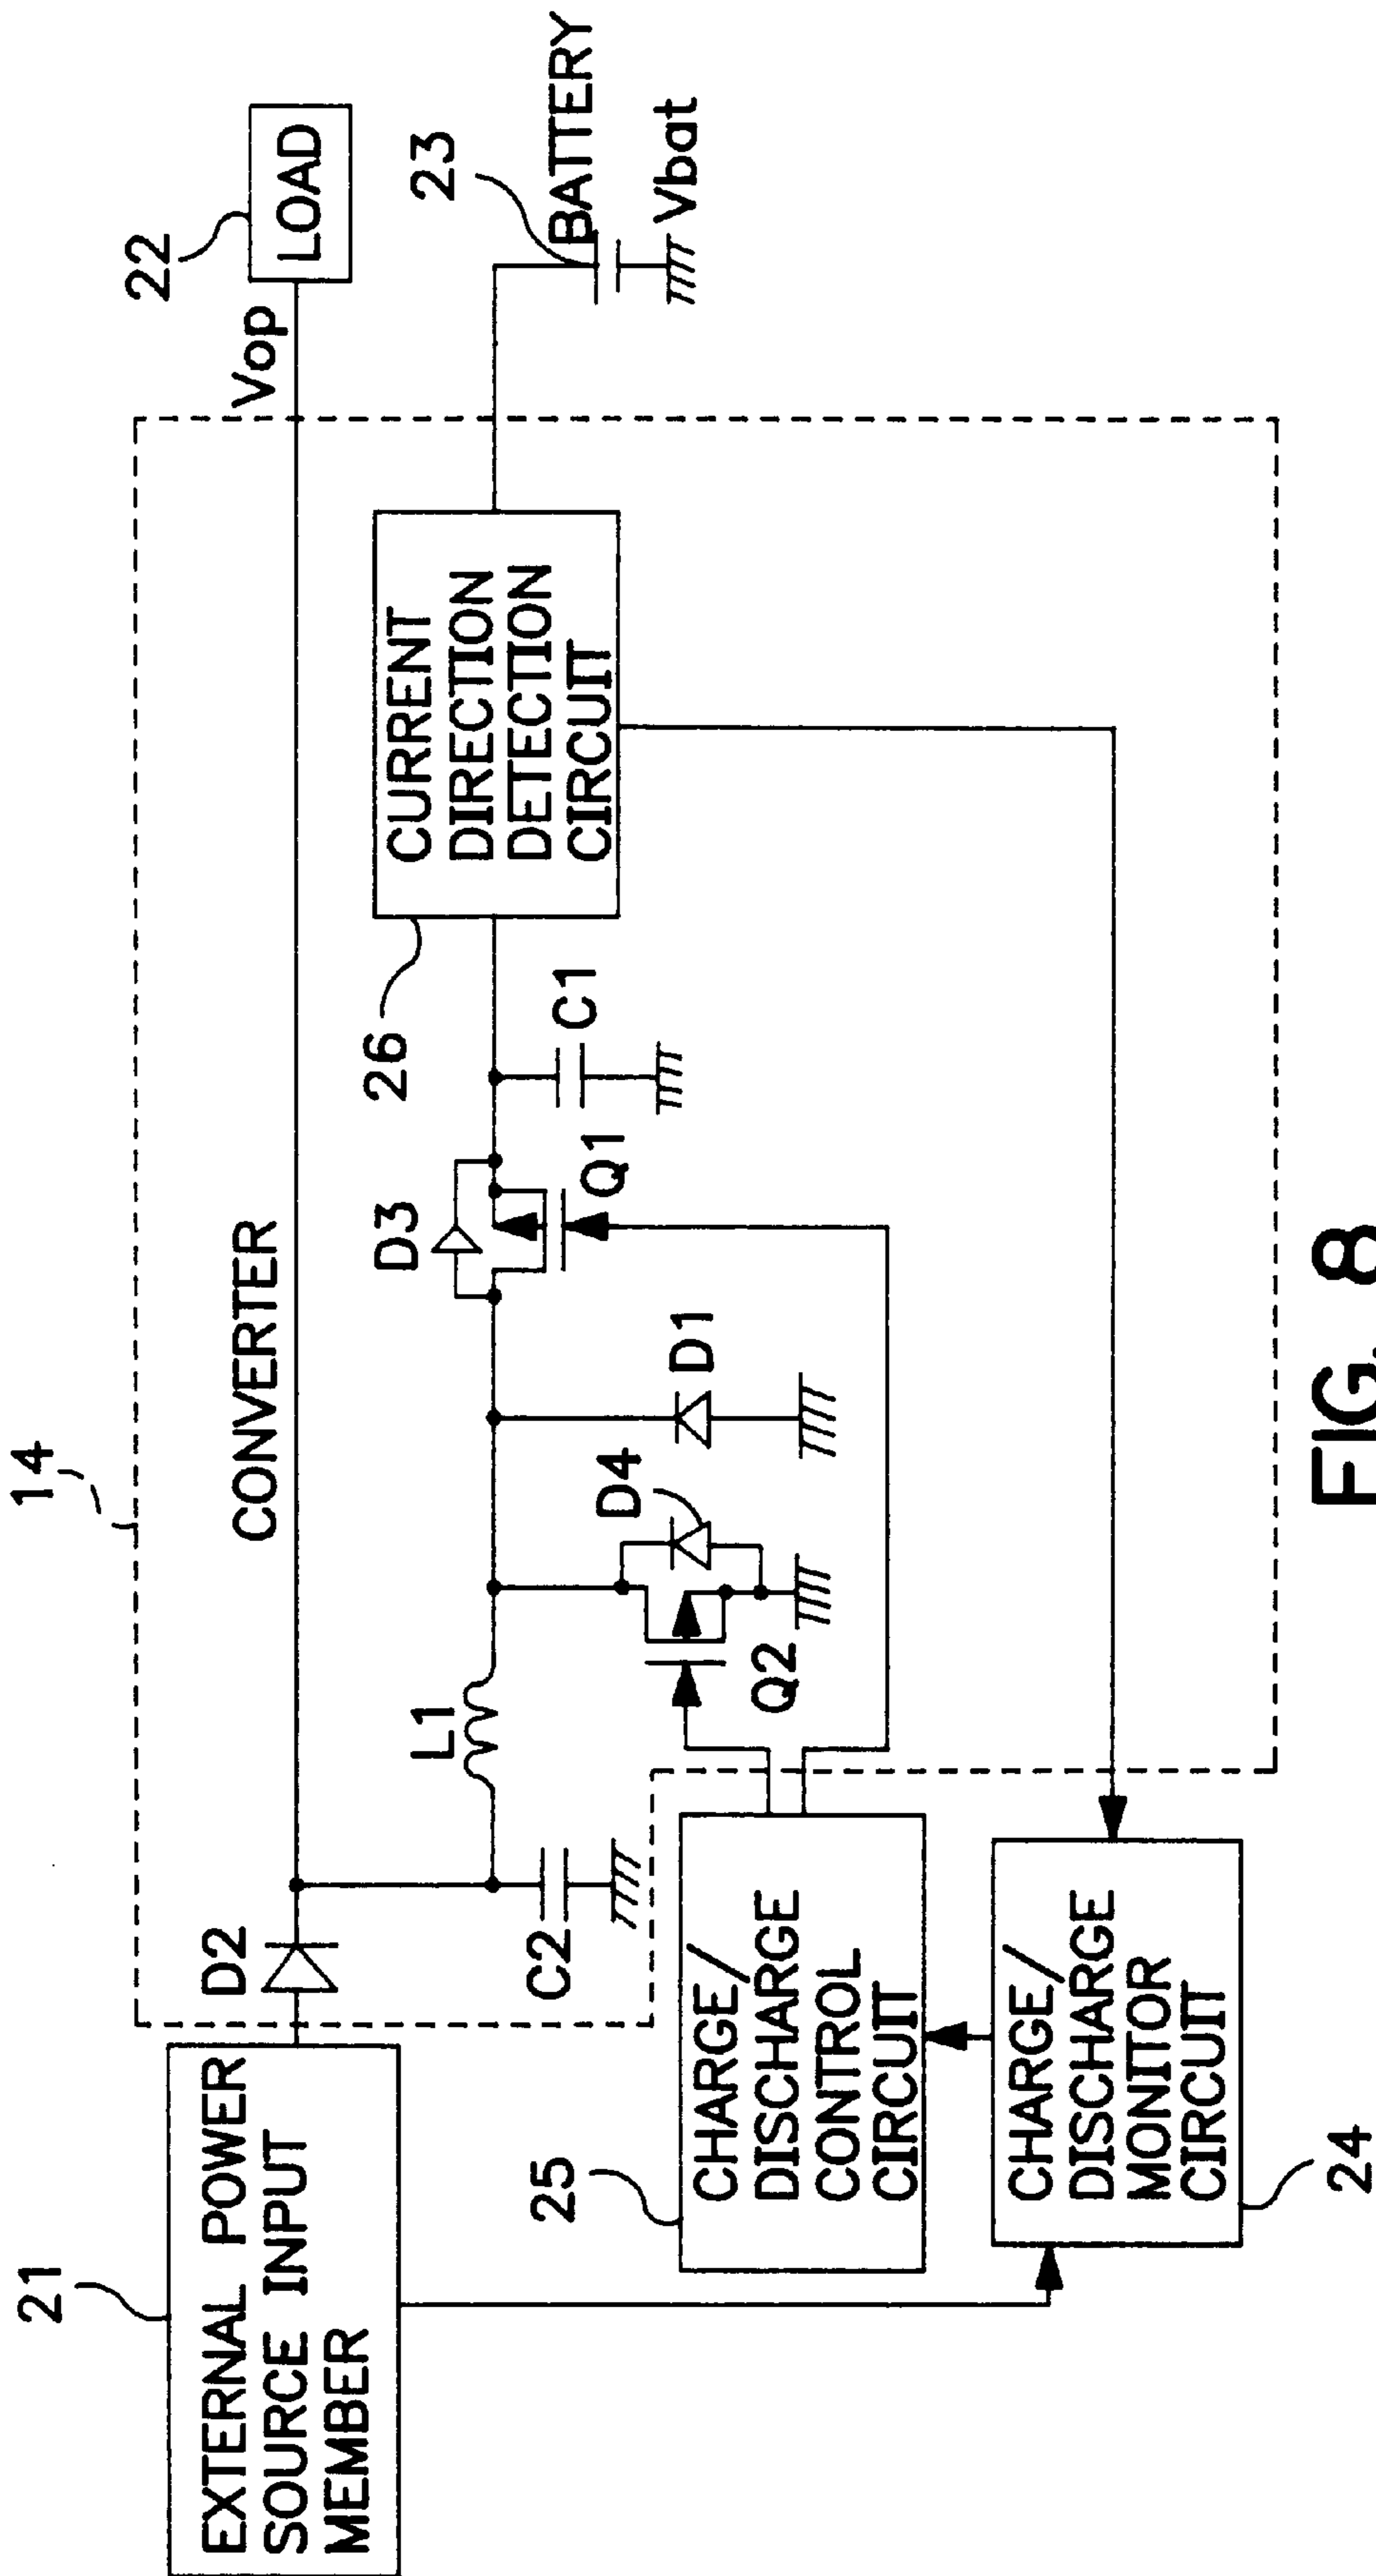 14
CONVERTER
21
EXTERNAL POWER
SOURCE INPUT
MEMBER
D2
Vop
22
LOAD
C2
L1
Q2
D4
D1
D3
Q1
C1
26
CURRENT
DIRECTION
DETECTION
CIRCUIT
23
BATTERY
Vbat
25
CHARGE/
DISCHARGE
CONTROL
CIRCUIT
CHARGE/
DISCHARGE
MONITOR
CIRCUIT
24
FIG. 8